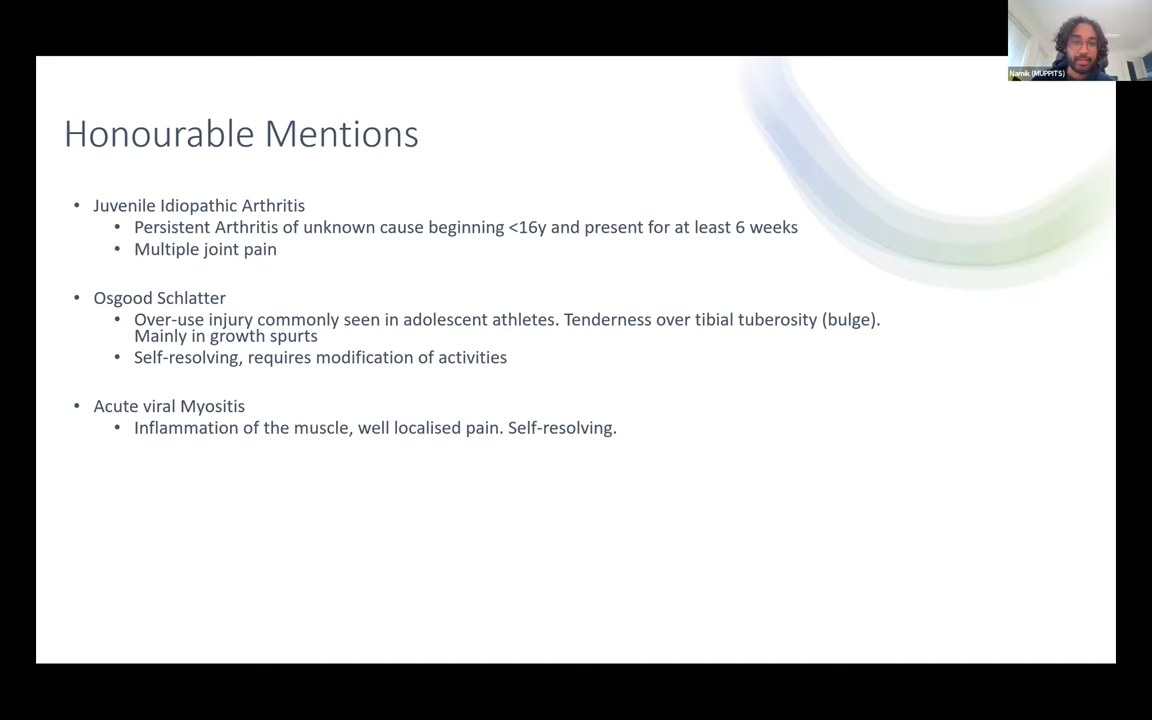 Namik (MUPPITS)
Honourable Mentions
• Juvenile Idiopathic Arthritis
• Persistent Arthritis of unknown cause beginning <16y and present for at least 6 weeks
• Multiple joint pain
• Osgood Schlatter
• Over-use injury commonly seen in adolescent athletes. Tenderness over tibial tuberosity (bulge).
Mainly in growth spurts
• Self-resolving, requires modification of activities
• Acute viral Myositis
• Inflammation of the muscle, well localised pain. Self-resolving.